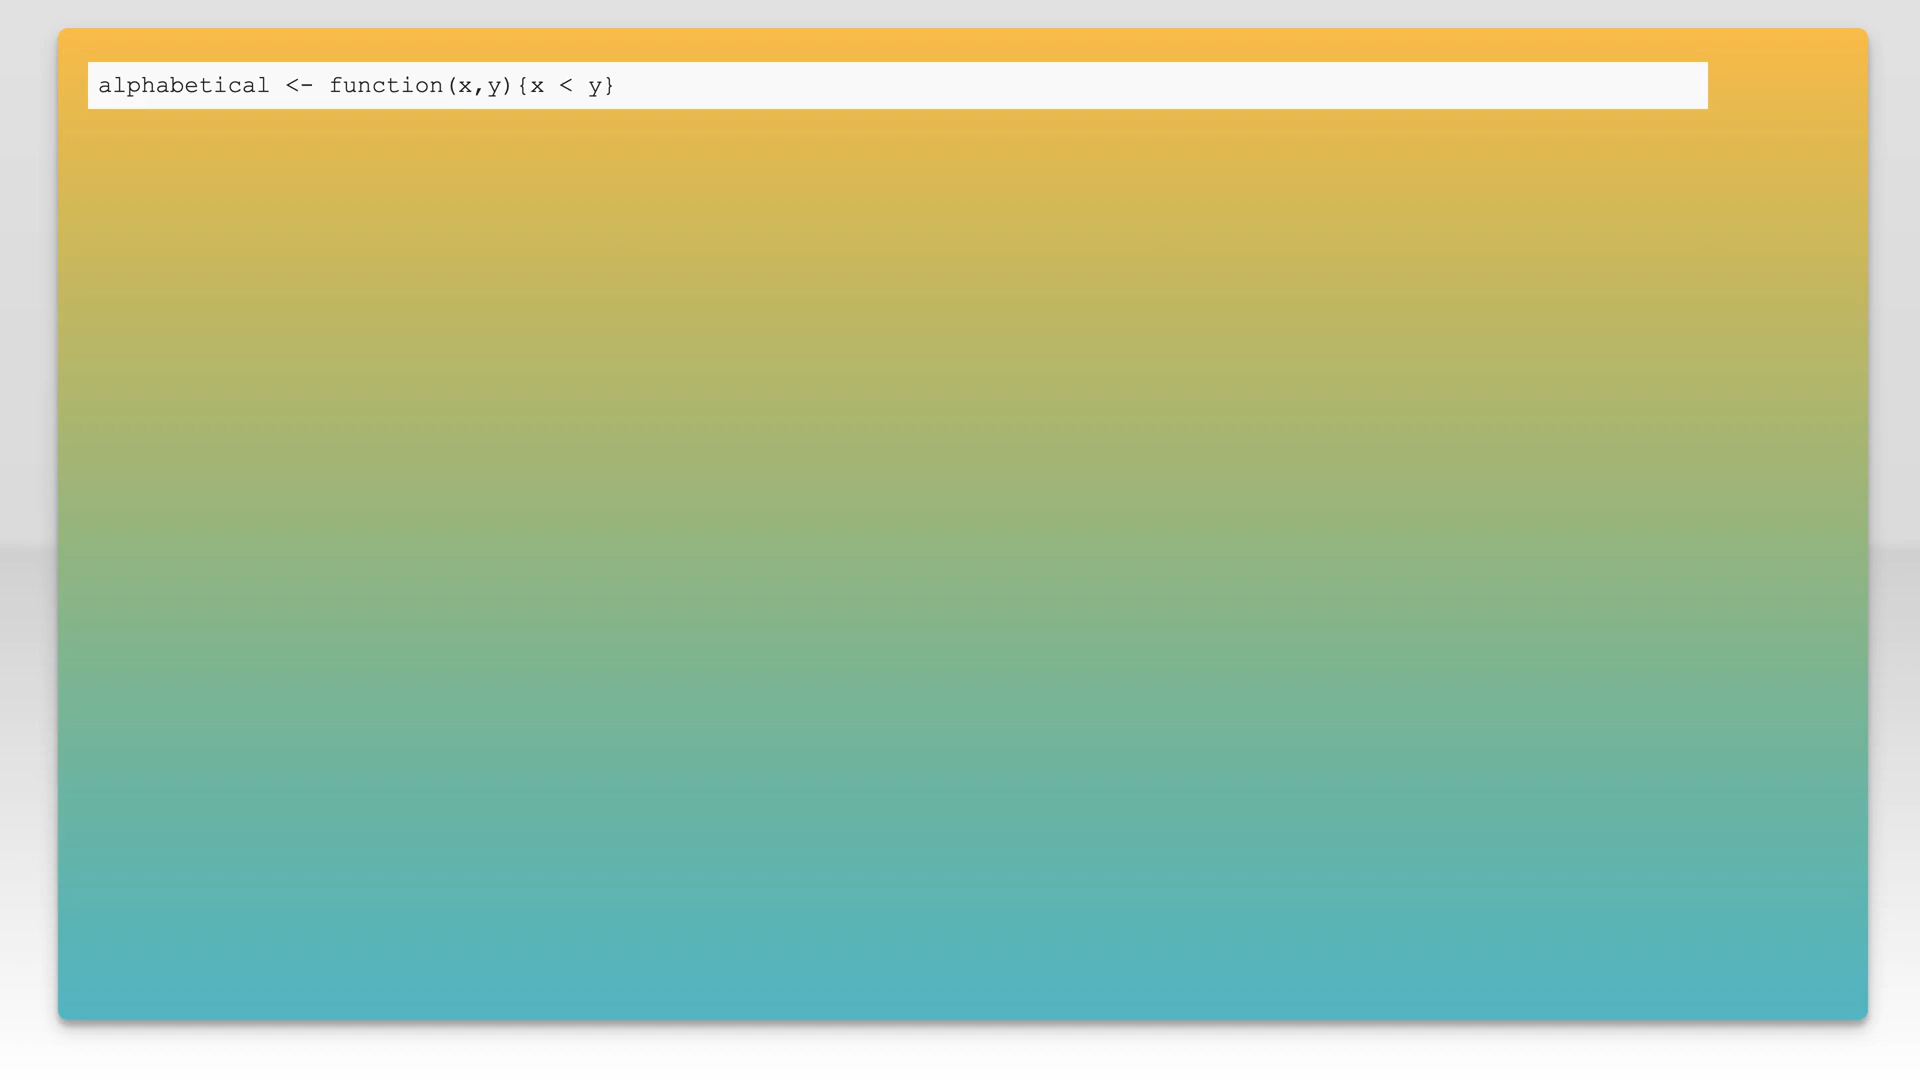 alphabetical <- function(x,y){x < y}